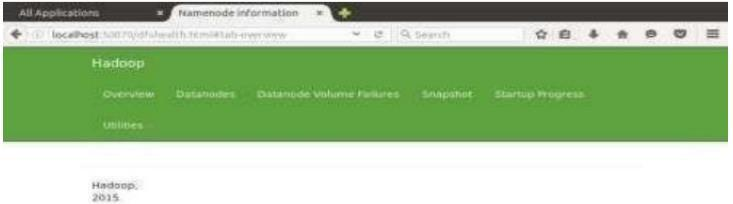 All Applications × Namenode information ×
localhost:50070/dfshealth.html#tab-overview Search
Hadoop
Overview Datanodes Datanode Volume Failures Snapshot Startup Progress
Utilities
Hadoop,
2015.